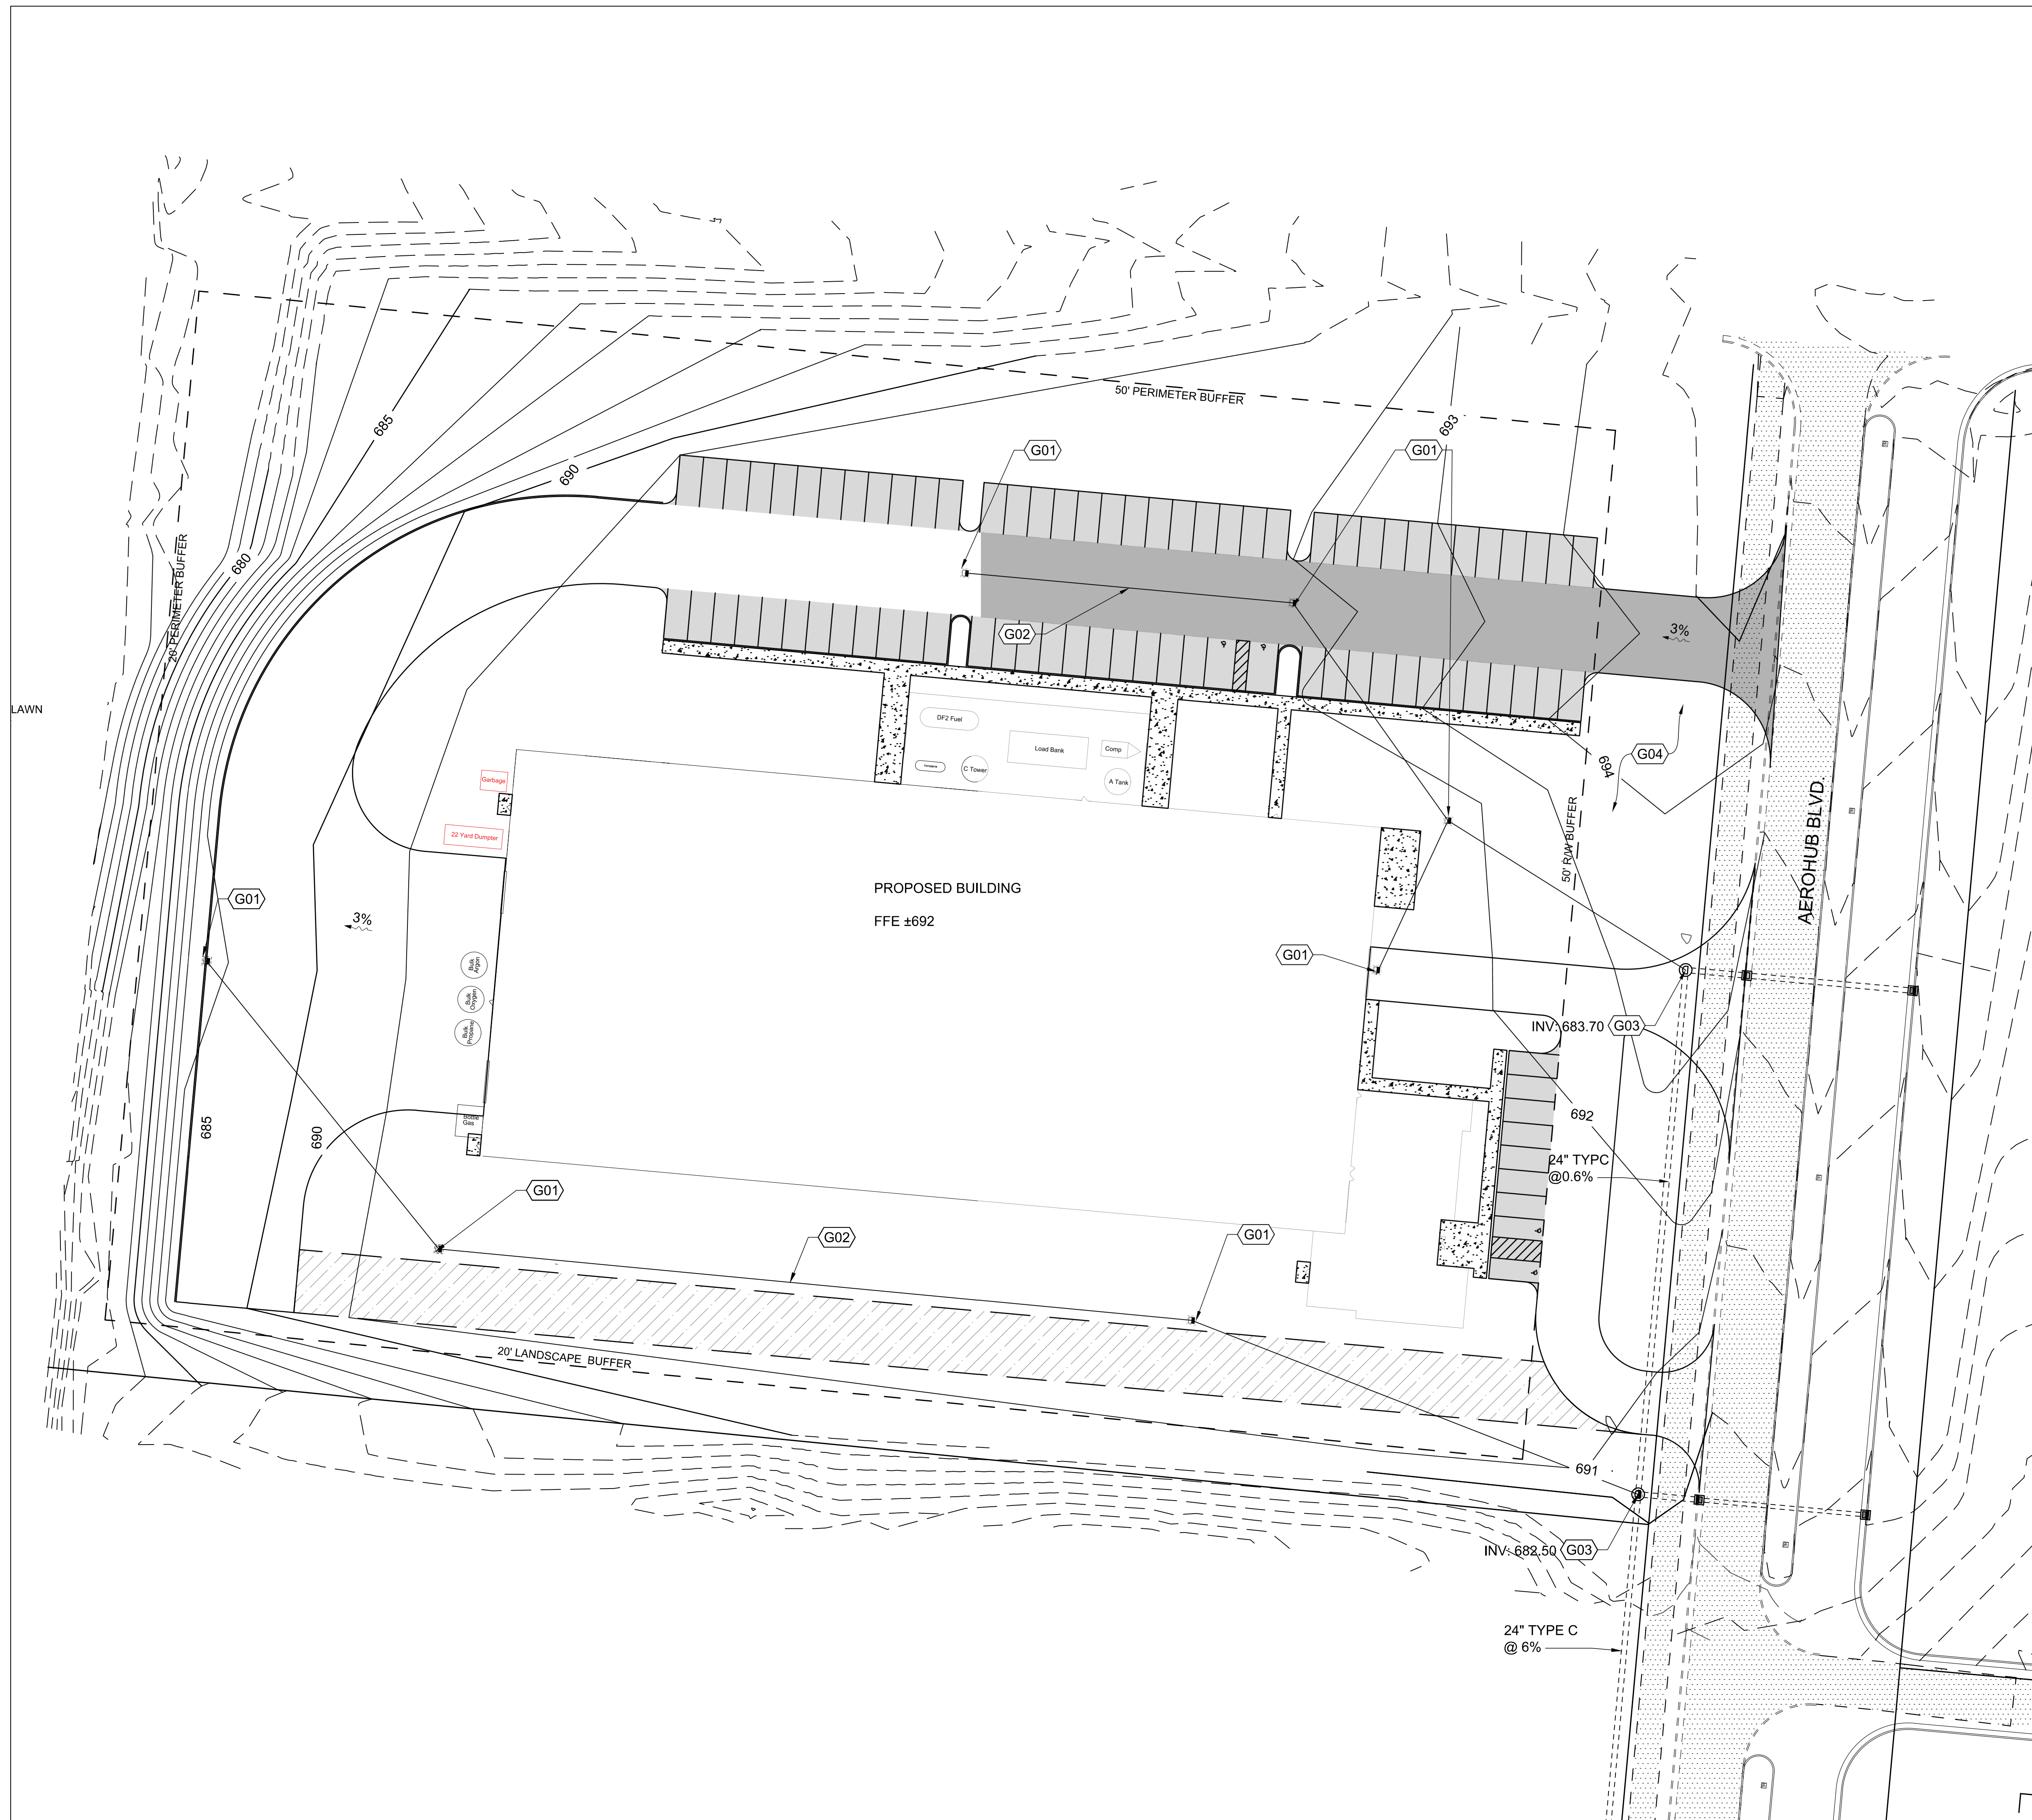 50' PERIMETER BUFFER
685
693
G01
G01
690
680
20' PERIMETER BUFFER
G02
3%
LAWN
DF2 Fuel
Load Bank
Comp
C Tower
A Tank
Garbage
694
G04
22 Yard Dumpter
50' R/W BUFFER
AEROHUB BLVD.
PROPOSED BUILDING
FFE ±692
G01
3%
G01
Bulk
Argon
Bulk
Oxygen
Bulk
Propane
INV: 683.70 G03
685
690
Bottle
Gas
692
24" TYPC
@0.6%
G01
G02
G01
20' LANDSCAPE BUFFER
691
INV: 682.50 G03
24" TYPE C
@ 6%